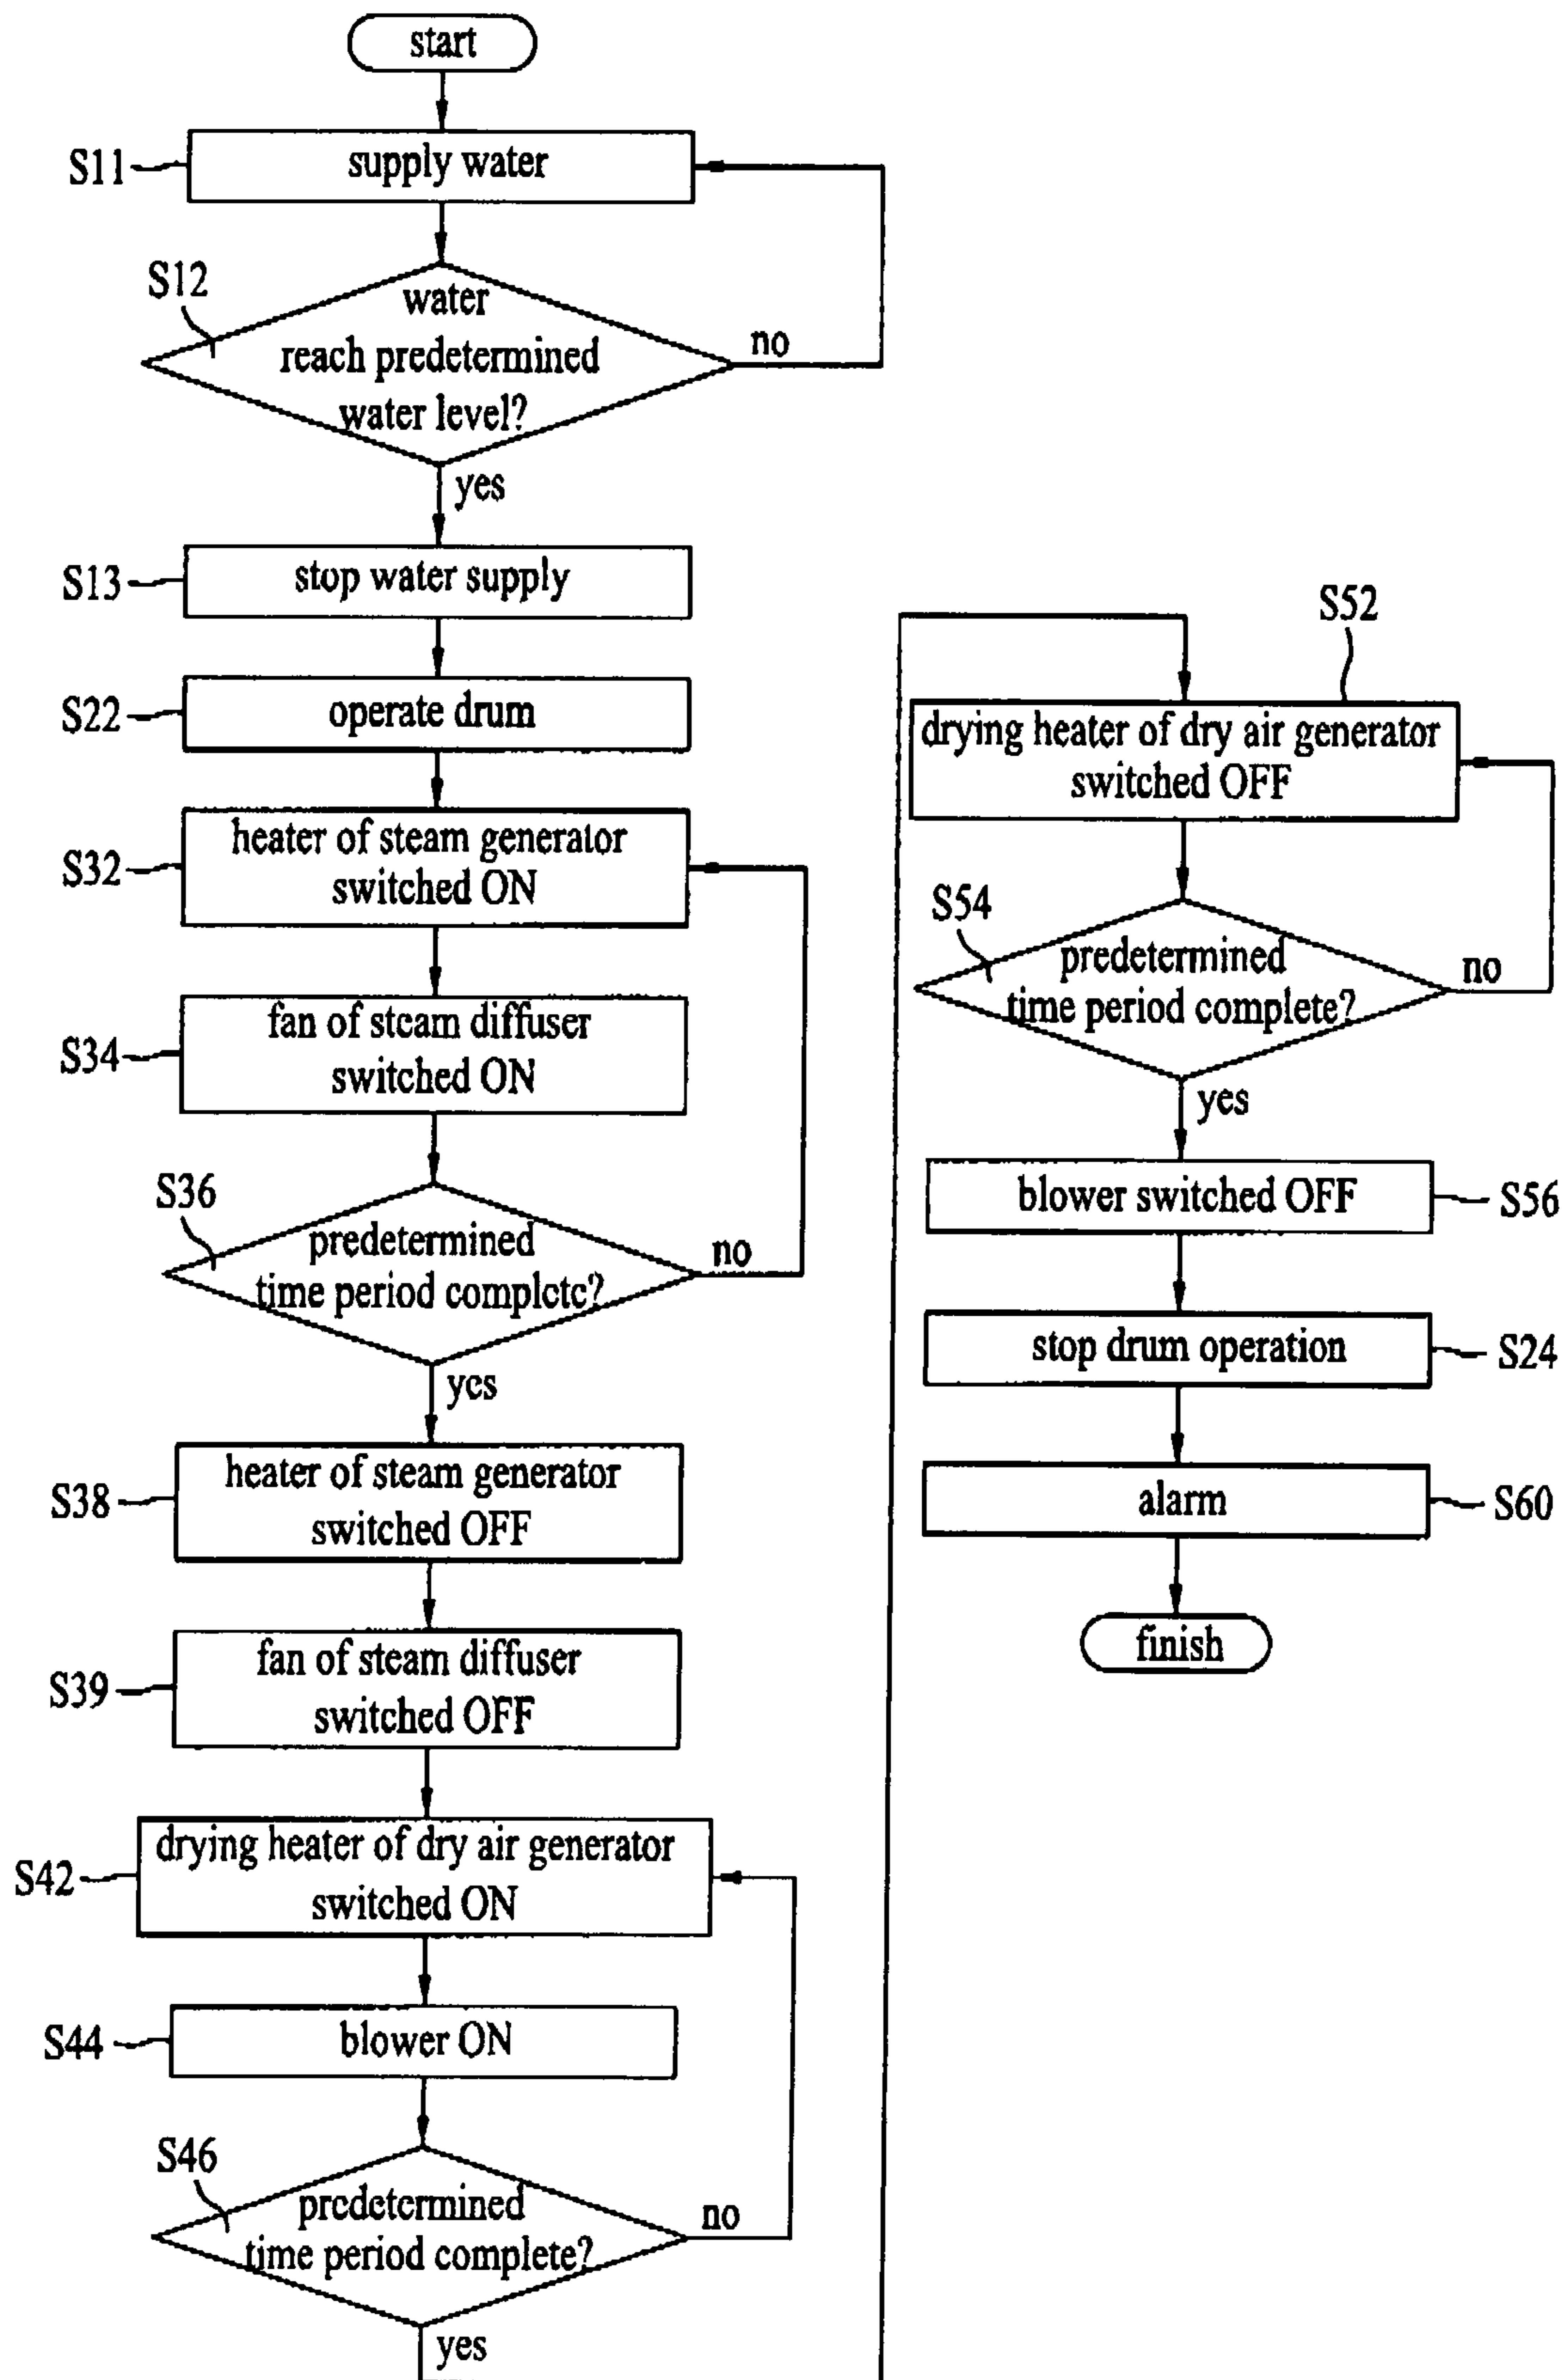 start
S11
supply water
S12
water
reach predetermined
water level?
no
yes
S13
stop water supply
S22
operate drum
S32
heater of steam generator
switched ON
S34
fan of steam diffuser
switched ON
S36
predetermined
time period complete?
no
yes
S38
heater of steam generator
switched OFF
S39
fan of steam diffuser
switched OFF
S42
drying heater of dry air generator
switched ON
S44
blower ON
S46
predetermined
time period complete?
no
yes
S52
drying heater of dry air generator
switched OFF
S54
predetermined
time period complete?
no
yes
blower switched OFF
S56
stop drum operation
S24
alarm
S60
finish